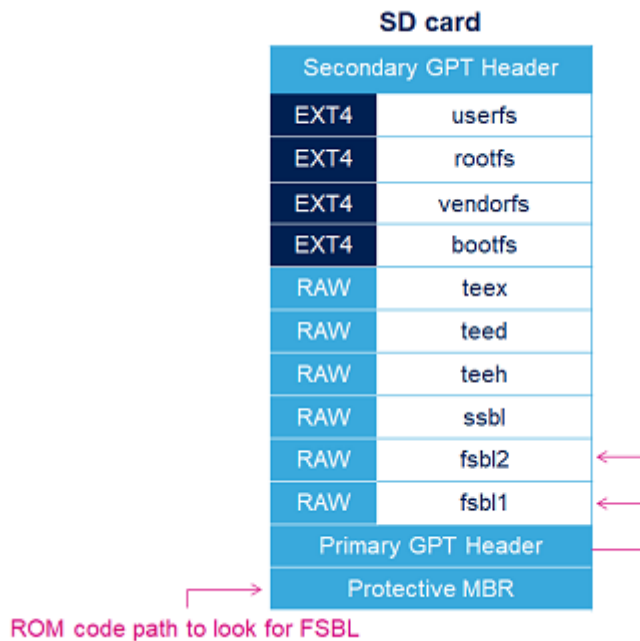 SD card
Secondary GPT Header
EXT4 userfs
EXT4 rootfs
EXT4 vendorfs
EXT4 bootfs
RAW teex
RAW teed
RAW teeh
RAW ssbl
RAW fsbl2
RAW fsbl1
Primary GPT Header
Protective MBR
ROM code path to look for FSBL